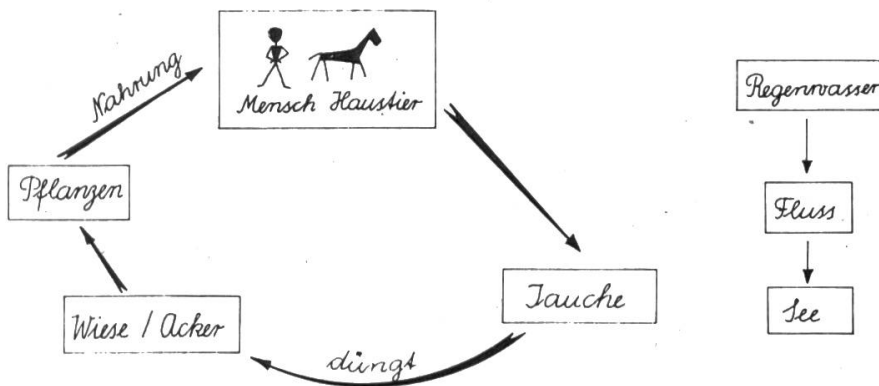 Nahrung
Mensch Haustier
Regenwasser
Pflanzen
Fluss
Jauche
Wiese / Acker
See
düngt